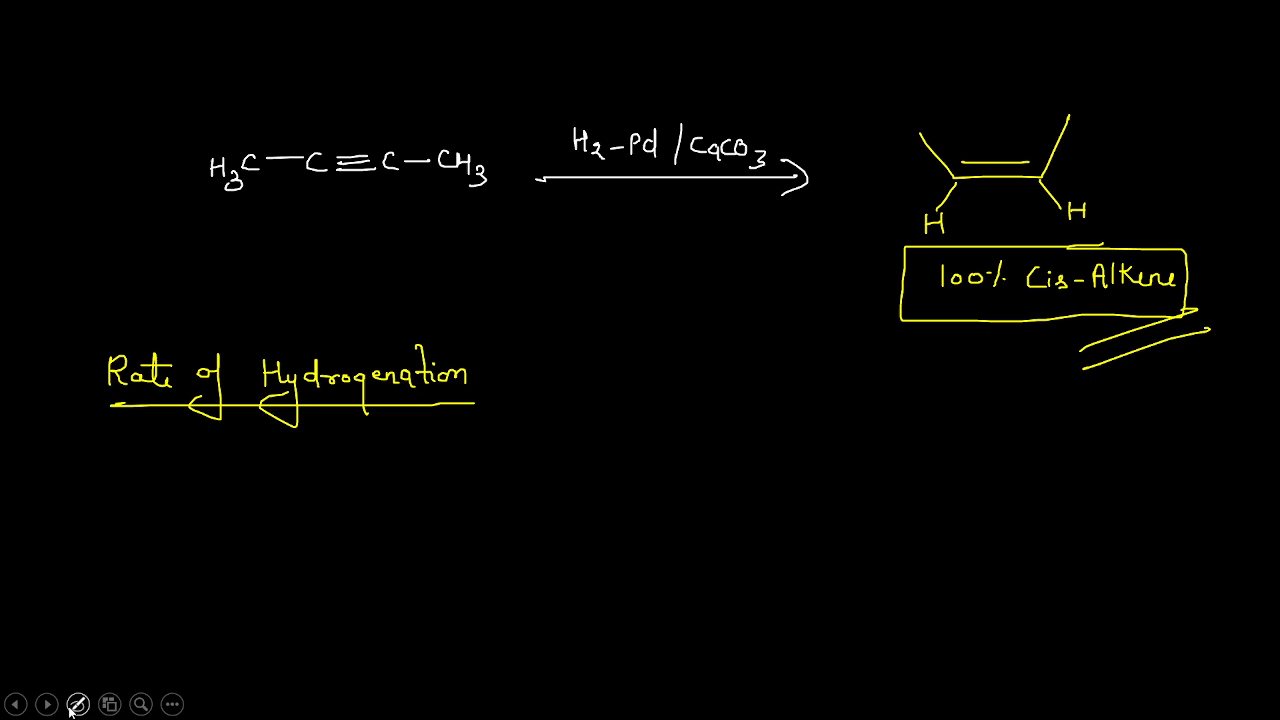 H3C—C≡C—CH3
H2-Pd/CaCO3
H
H
100% Cis-Alkene
Rate of Hydrogenation